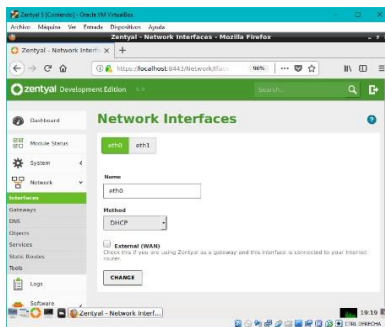 Zentyal 5 [Corriendo] - Oracle VM VirtualBox
Archivo Máquina Ver Entrada Dispositivos Ayuda
Zentyal - Network Interfaces - Mozilla Firefox
Zentyal - Network Interfa
https://localhost:8443/Network/Ifac
90%
zentyal Development Edition
Search...
Dashboard
Module Status
System
Network
Interfaces
Gateways
DNS
Objects
Services
Static Routes
Tools
Logs
Software
Network Interfaces
eth0 eth1
Name
eth0
Method
DHCP
External (WAN)
Check this if you are using Zentyal as a gateway and this interface is connected to your Internet
router.
CHANGE
Zentyal - Network Interf...
19:19
CTRL DERECHA